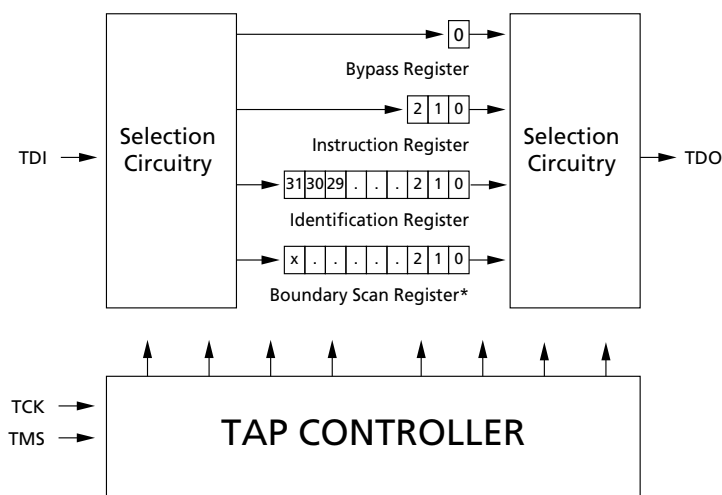 0
Bypass Register
2 1 0
Instruction Register
31 30 29 . . . 2 1 0
Identification Register
x . . . . . 2 1 0
Boundary Scan Register*
TDI
Selection
Circuitry
Selection
Circuitry
TDO
TCK
TMS
TAP CONTROLLER